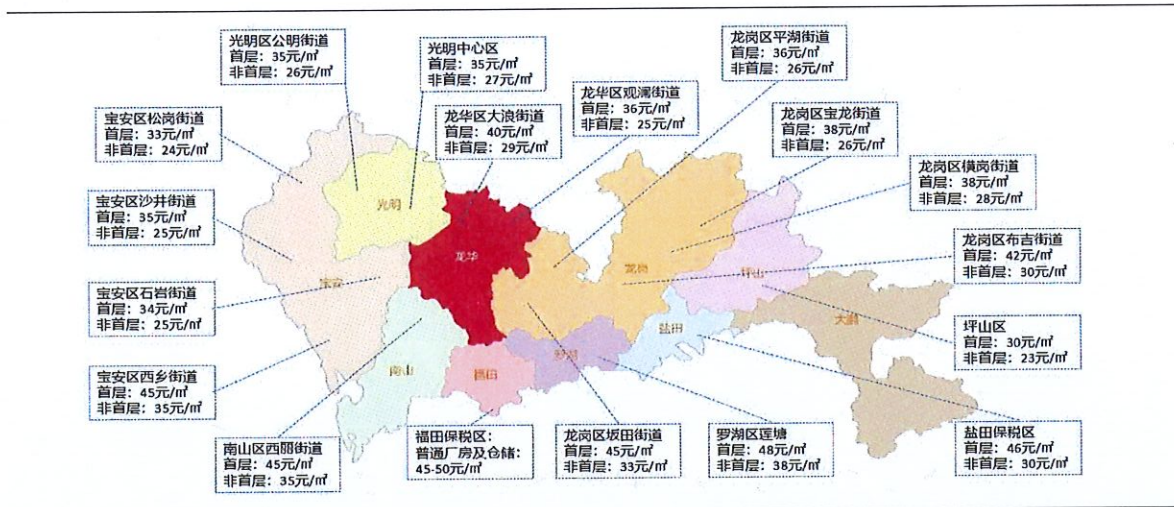 光明区公明街道
首层：35元/㎡
非首层：26元/㎡
光明中心区
首层：35元/㎡
非首层：27元/㎡
龙岗区平湖街道
首层：36元/㎡
非首层：26元/㎡
宝安区松岗街道
首层：33元/㎡
非首层：24元/㎡
龙华区大浪街道
首层：40元/㎡
非首层：29元/㎡
龙华区观澜街道
首层：36元/㎡
非首层：25元/㎡
龙岗区宝龙街道
首层：38元/㎡
非首层：26元/㎡
龙岗区横岗街道
首层：38元/㎡
非首层：28元/㎡
宝安区沙井街道
首层：35元/㎡
非首层：25元/㎡
龙岗区布吉街道
首层：42元/㎡
非首层：30元/㎡
宝安区石岩街道
首层：34元/㎡
非首层：25元/㎡
坪山区
首层：30元/㎡
非首层：23元/㎡
宝安区西乡街道
首层：45元/㎡
非首层：35元/㎡
南山区西丽街道
首层：45元/㎡
非首层：35元/㎡
福田保税区：
普通厂房及仓储：
45-50元/㎡
龙岗区坂田街道
首层：45元/㎡
非首层：33元/㎡
罗湖区莲塘
首层：48元/㎡
非首层：38元/㎡
盐田保税区
首层：46元/㎡
非首层：30元/㎡
光明
龙华
宝安
龙岗
坪山
大鹏
盐田
罗湖
南山
福田